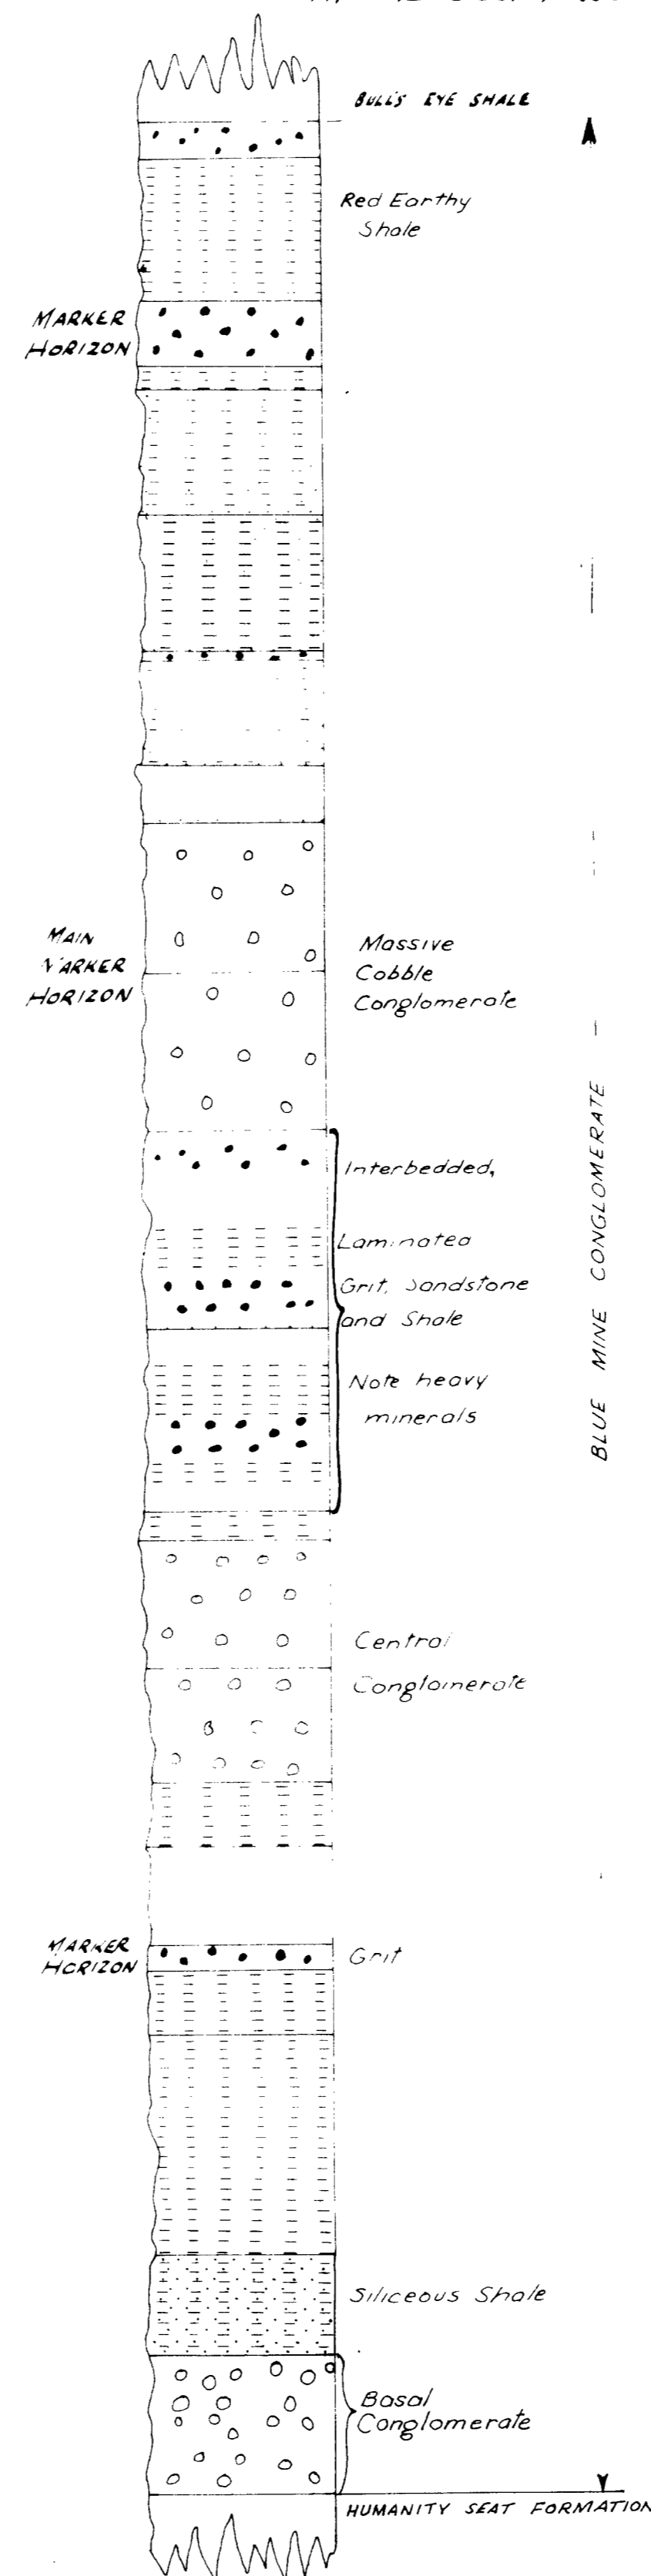 BULL'S EYE SHALE
Red Earthy
Shale
MARKER
HORIZON
MAIN
MARKER
HORIZON
Massive
Cobble
Conglomerate
Interbedded,
Laminated
Grit, Sandstone
and Shale
Note heavy
minerals
BLUE MINE CONGLOMERATE
Central
Conglomerate
MARKER
HORIZON
Grit
Siliceous Shale
Basal
Conglomerate
HUMANITY SEAT FORMATION